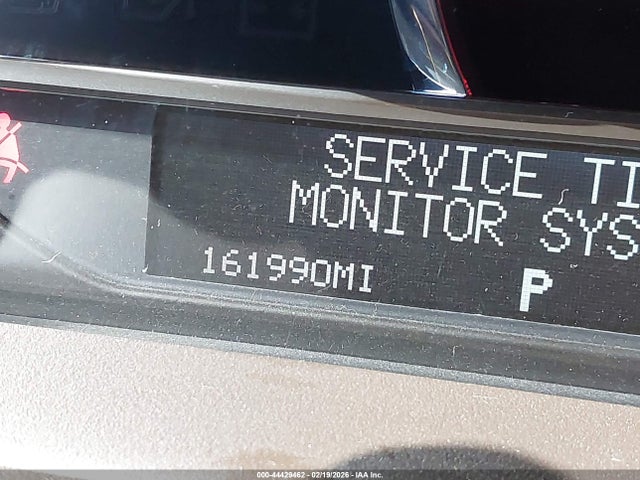 SERVICE TI
MONITOR SYS
161990MI
P
000-44429462 - 02/19/2026 - IAA Inc.